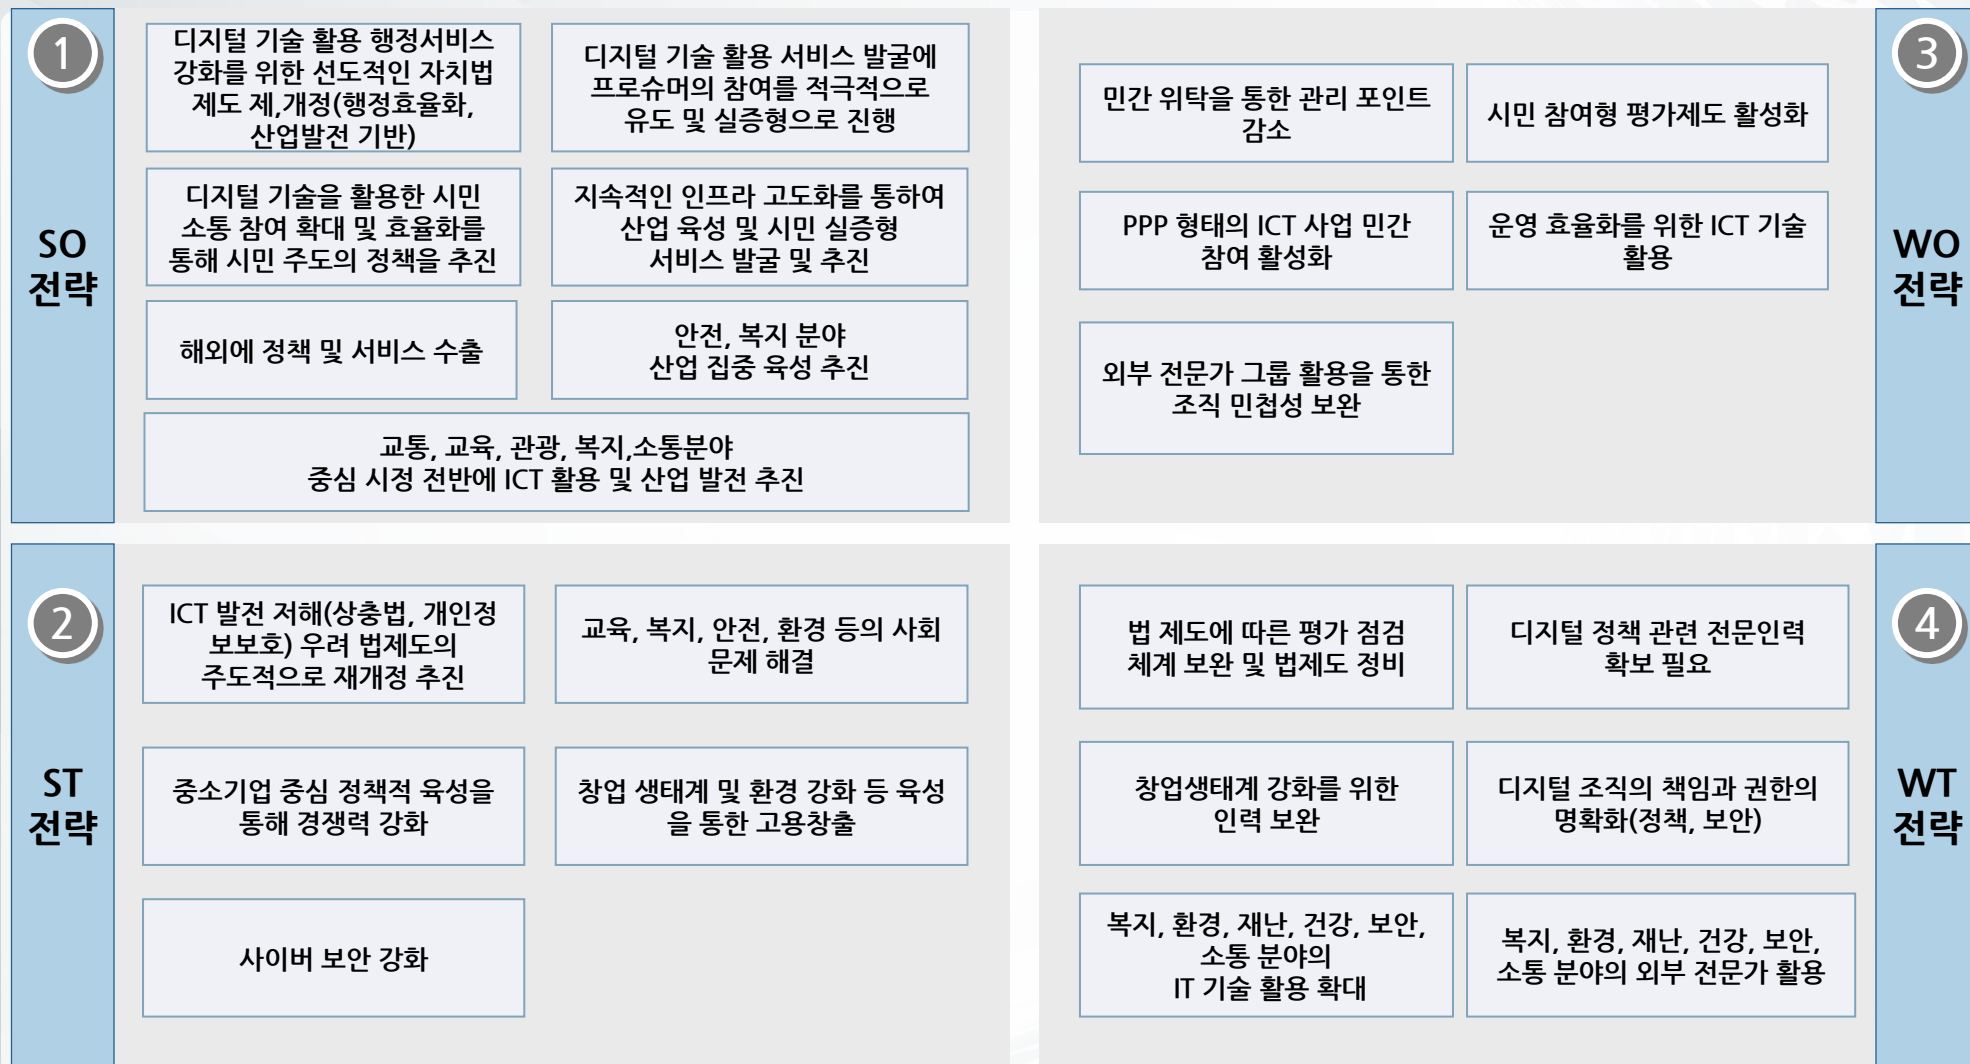 1
SO
전략
디지털 기술 활용 행정서비스
강화를 위한 선도적인 자치법
제도 제,개정(행정효율화,
산업발전 기반)
디지털 기술 활용 서비스 발굴에
프로슈머의 참여를 적극적으로
유도 및 실증형으로 진행
디지털 기술을 활용한 시민
소통 참여 확대 및 효율화를
통해 시민 주도의 정책을 추진
지속적인 인프라 고도화를 통하여
산업 육성 및 시민 실증형
서비스 발굴 및 추진
해외에 정책 및 서비스 수출
안전, 복지 분야
산업 집중 육성 추진
교통, 교육, 관광, 복지,소통분야
중심 시정 전반에 ICT 활용 및 산업 발전 추진
2
ST
전략
ICT 발전 저해(상충법, 개인정
보보호) 우려 법제도의
주도적으로 재개정 추진
교육, 복지, 안전, 환경 등의 사회
문제 해결
중소기업 중심 정책적 육성을
통해 경쟁력 강화
창업 생태계 및 환경 강화 등 육성
을 통한 고용창출
사이버 보안 강화
3
WO
전략
민간 위탁을 통한 관리 포인트
감소
시민 참여형 평가제도 활성화
PPP 형태의 ICT 사업 민간
참여 활성화
운영 효율화를 위한 ICT 기술
활용
외부 전문가 그룹 활용을 통한
조직 민첩성 보완
4
WT
전략
법 제도에 따른 평가 점검
체계 보완 및 법제도 정비
디지털 정책 관련 전문인력
확보 필요
창업생태계 강화를 위한
인력 보완
디지털 조직의 책임과 권한의
명확화(정책, 보안)
복지, 환경, 재난, 건강, 보안,
소통 분야의
IT 기술 활용 확대
복지, 환경, 재난, 건강, 보안,
소통 분야의 외부 전문가 활용